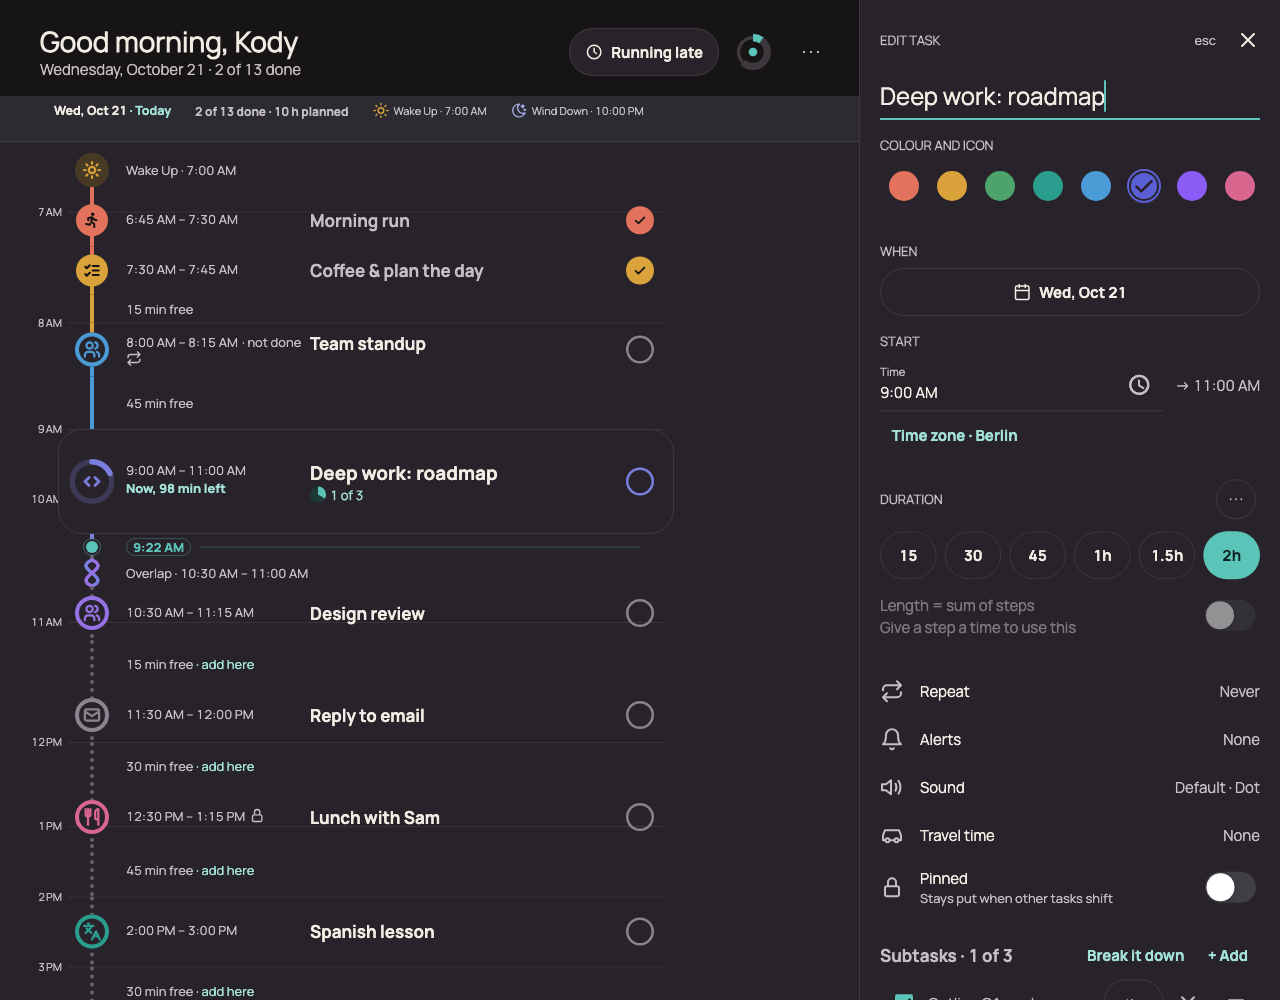 Good morning, Kody
Wednesday, October 21 · 2 of 13 done
Running late
Wed, Oct 21 · Today
2 of 13 done · 10 h planned
Wake Up · 7:00 AM
Wind Down · 10:00 PM
Wake Up · 7:00 AM
7 AM
6:45 AM – 7:30 AM
Morning run
7:30 AM – 7:45 AM
Coffee & plan the day
15 min free
8 AM
8:00 AM – 8:15 AM · not done
Team standup
45 min free
9 AM
9:00 AM – 11:00 AM
Deep work: roadmap
Now, 98 min left
1 of 3
10 AM
9:22 AM
Overlap · 10:30 AM – 11:00 AM
10:30 AM – 11:15 AM
Design review
11 AM
15 min free · add here
11:30 AM – 12:00 PM
Reply to email
12 PM
30 min free · add here
12:30 PM – 1:15 PM
Lunch with Sam
1 PM
45 min free · add here
2 PM
2:00 PM – 3:00 PM
Spanish lesson
3 PM
30 min free · add here
EDIT TASK
esc
Deep work: roadmap
COLOUR AND ICON
WHEN
Wed, Oct 21
START
Time
9:00 AM
→ 11:00 AM
Time zone · Berlin
DURATION
15
30
45
1h
1.5h
2h
Length = sum of steps
Give a step a time to use this
Repeat
Never
Alerts
None
Sound
Default · Dot
Travel time
None
Pinned
Stays put when other tasks shift
Subtasks · 1 of 3
Break it down
+ Add